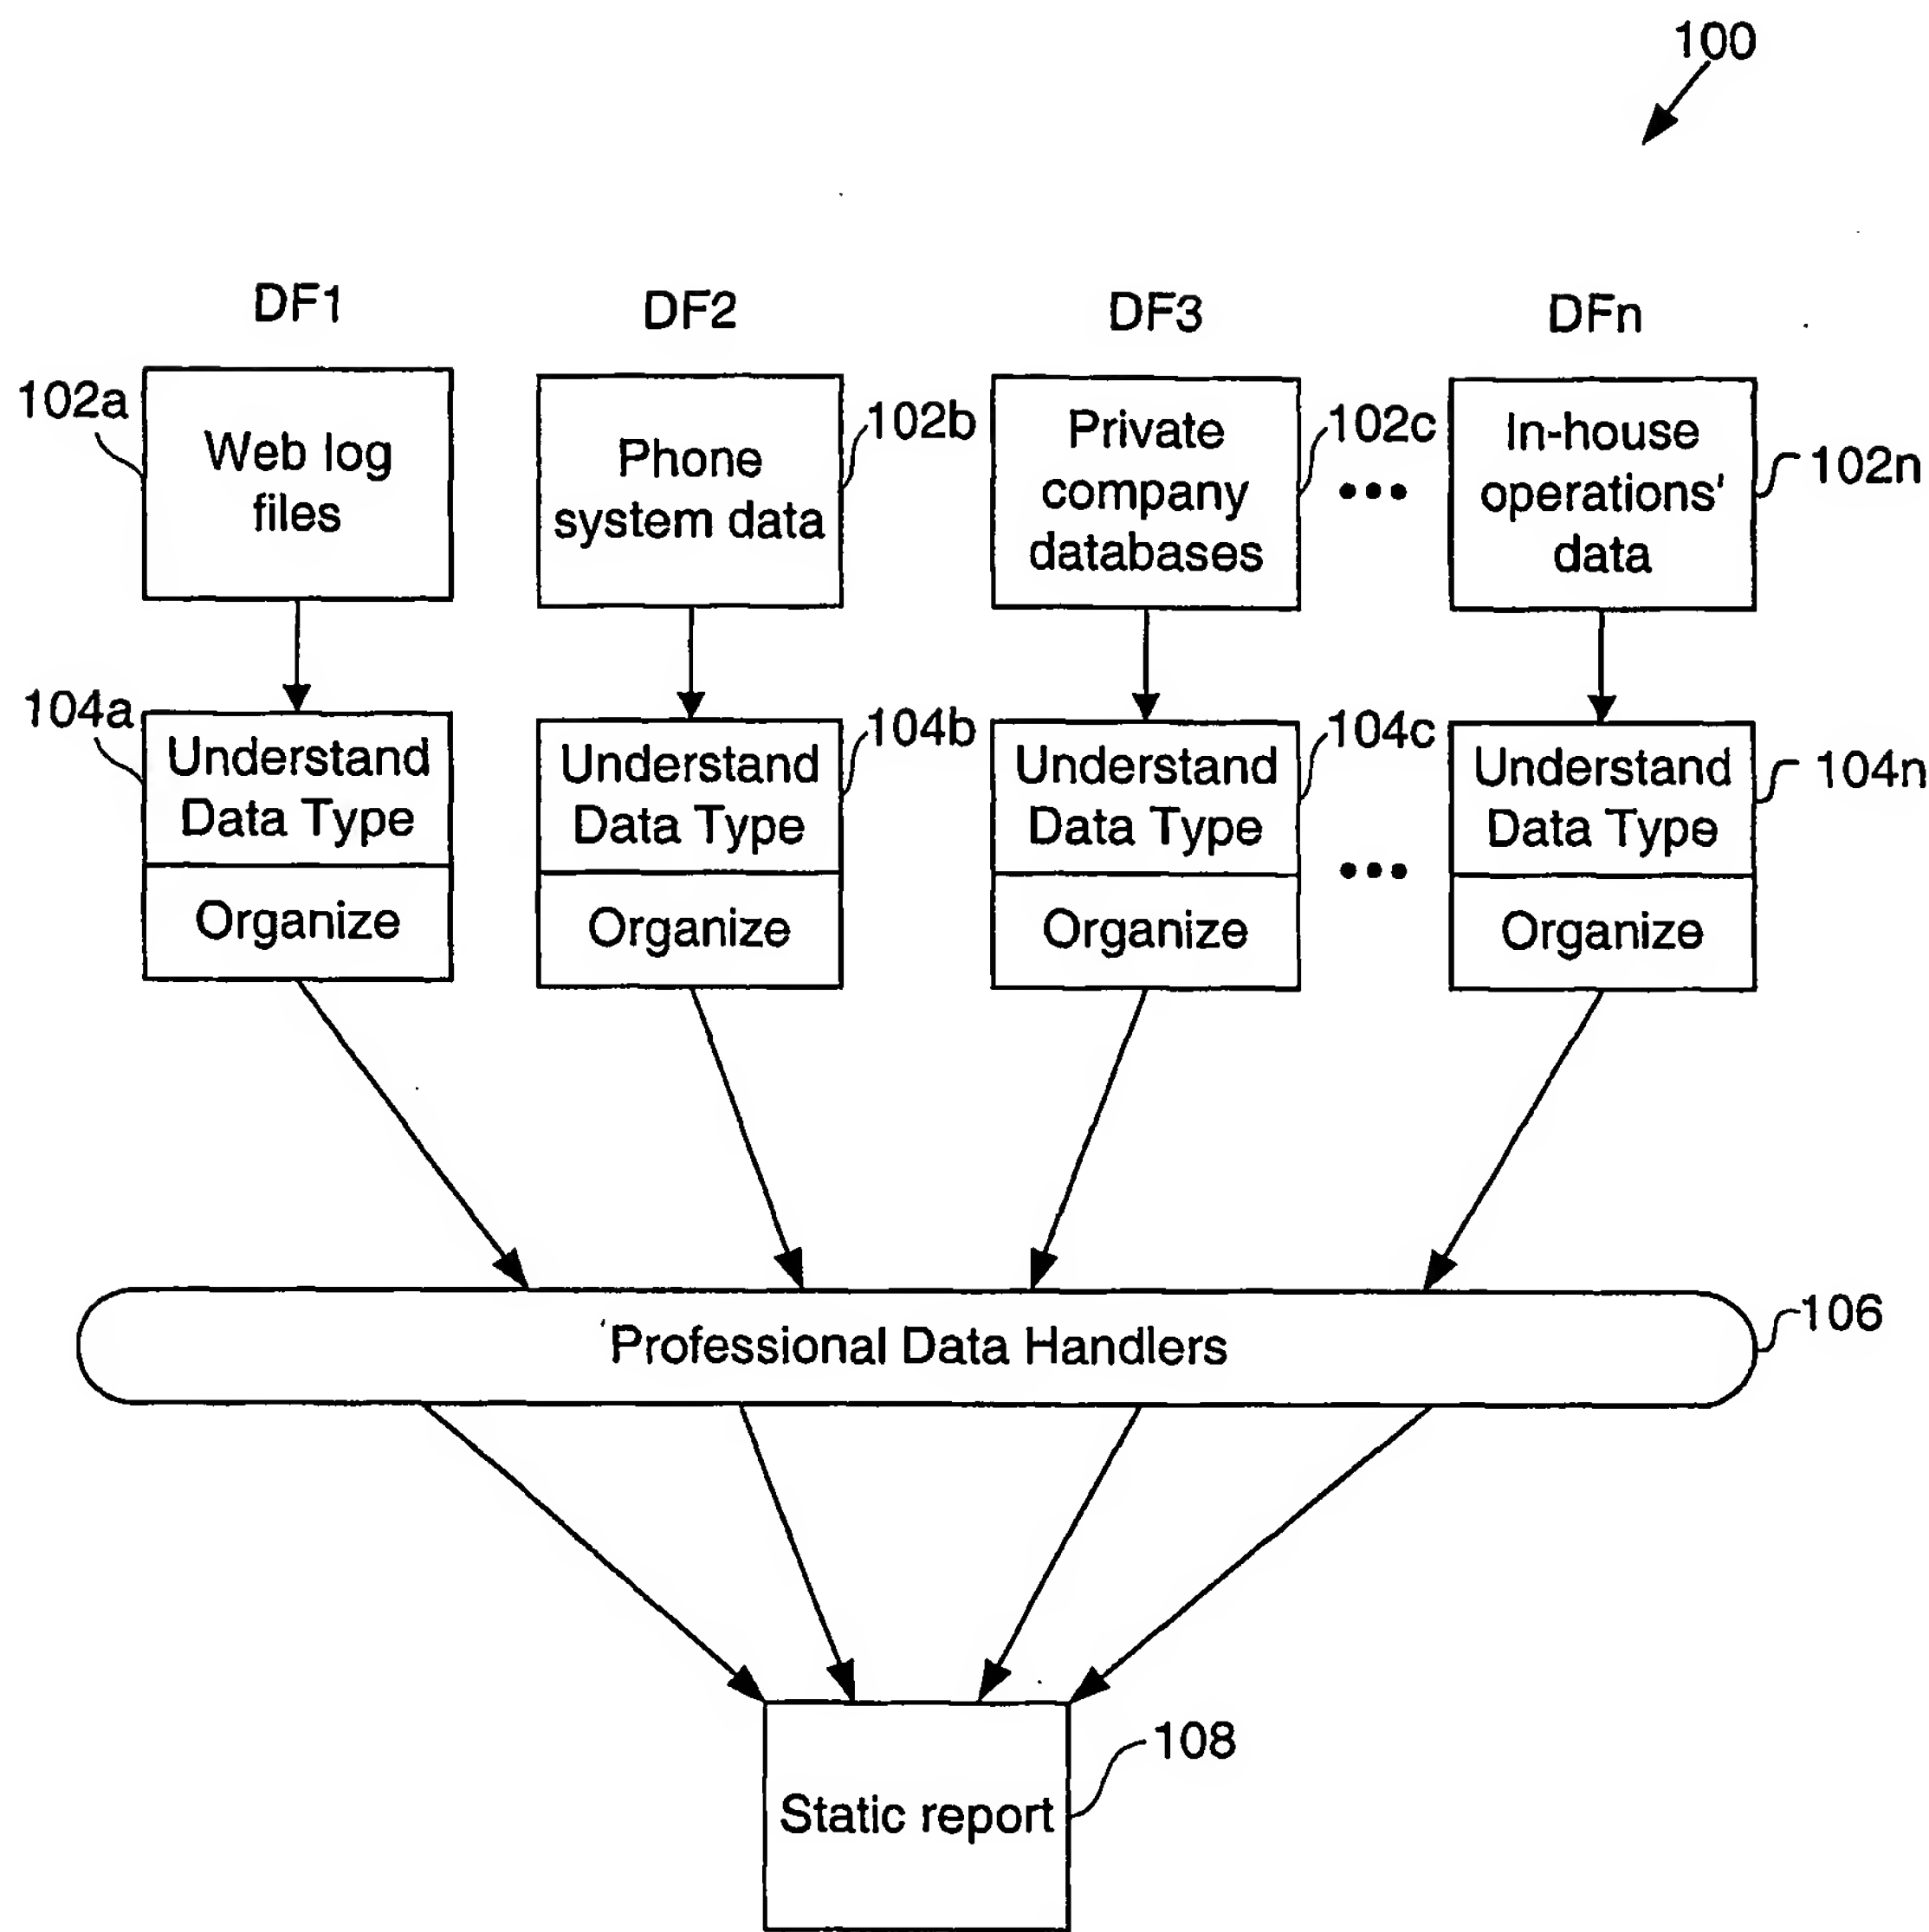 100
DF1
DF2
DF3
DFn
102a
Web log
files
Phone
system data
102b
Private
company
databases
102c
•••
In-house
operations'
data
102n
104a
Understand
Data Type
Organize
Understand
Data Type
Organize
104b
Understand
Data Type
Organize
104c
•••
Understand
Data Type
Organize
104n
Professional Data Handlers
106
Static report
108